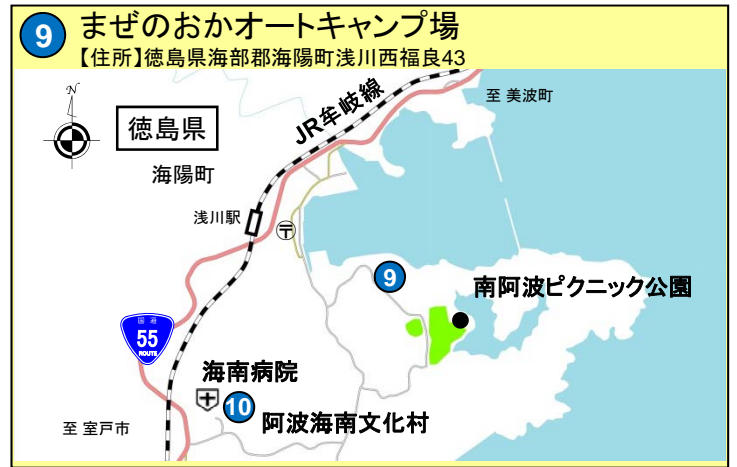 9 まぜのおかオートキャンプ場
【住所】徳島県海部郡海陽町浅川西福良43
N
徳島県
JR牟岐線
至 美波町
海陽町
浅川駅
〒
9
南阿波ピクニック公園
国道
55
ROUTE
海南病院
10
阿波海南文化村
至 室戸市